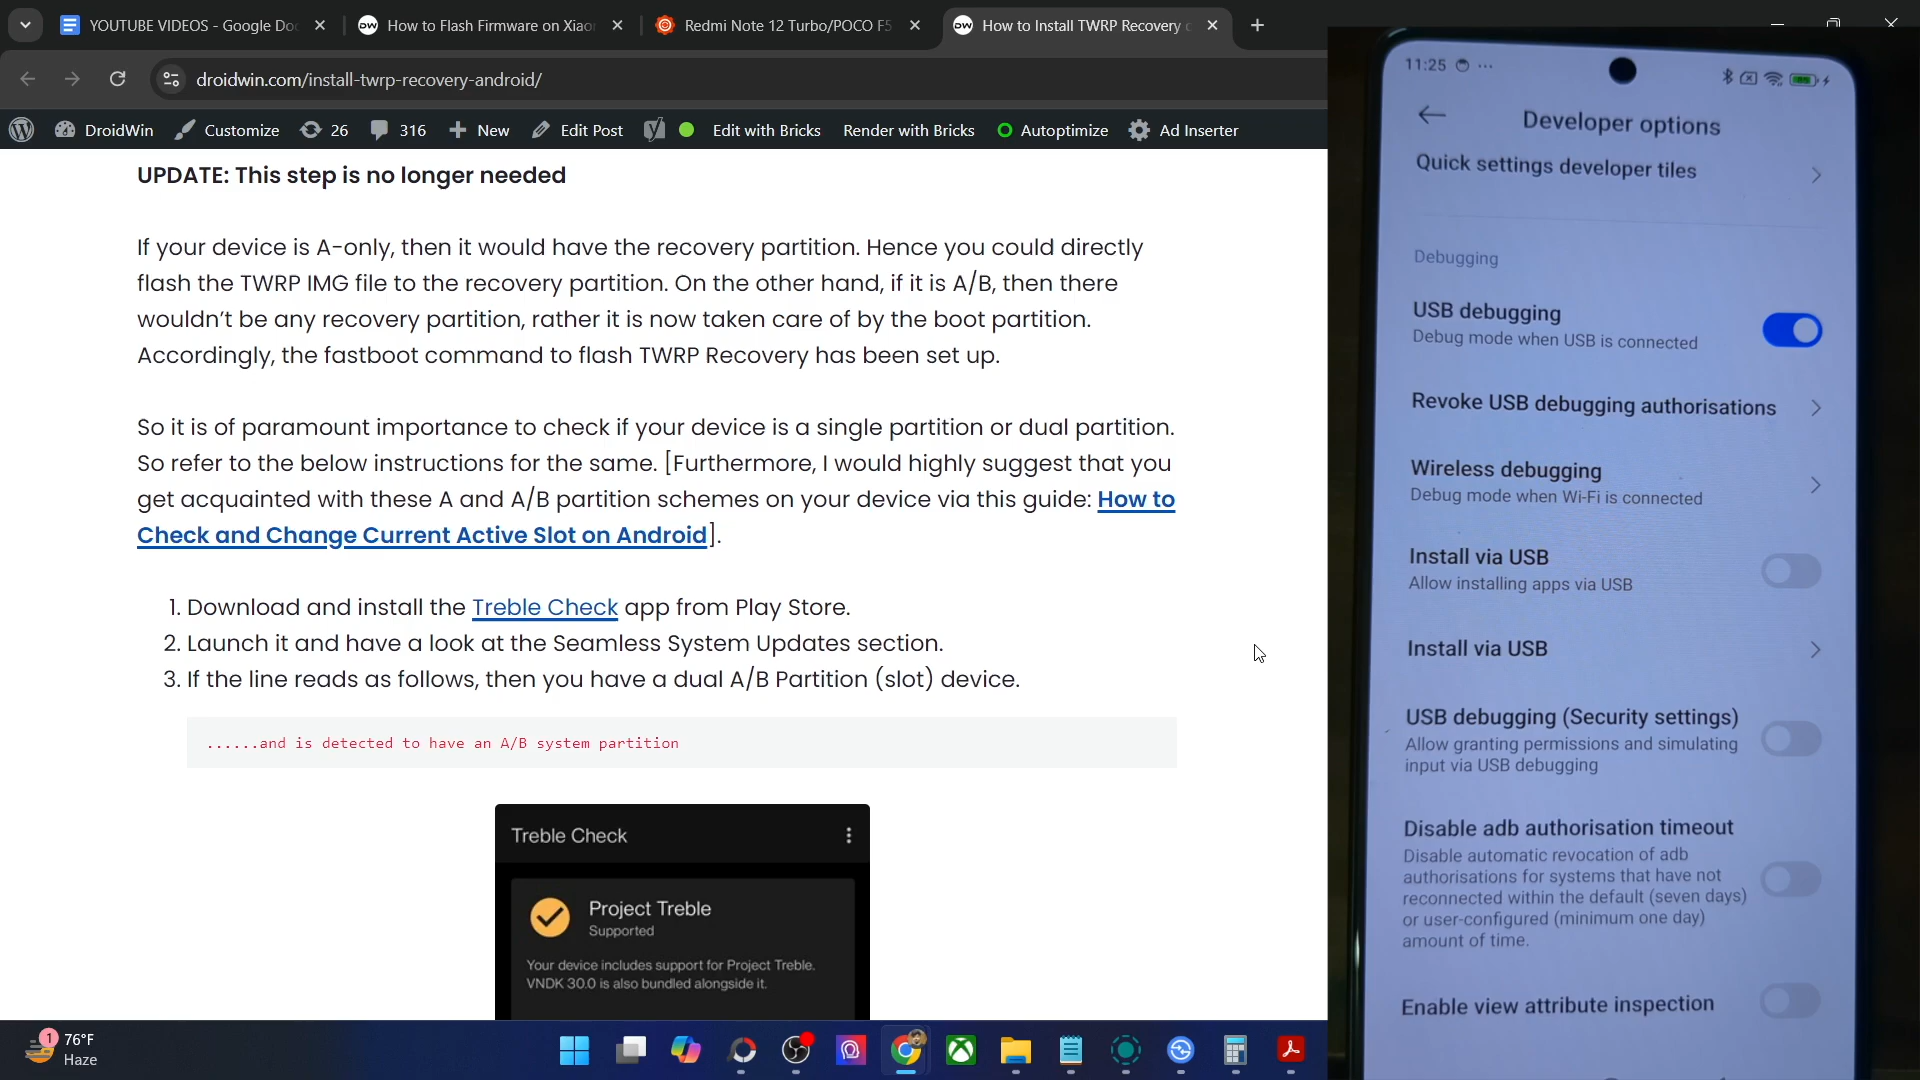 YOUTUBE VIDEOS - Google Do
How to Flash Firmware on Xiao
Redmi Note 12 Turbo/POCO F5
How to Install TWRP Recovery
droidwin.com/install-twrp-recovery-android/
DroidWin
Customize
26
316
New
Edit Post
Edit with Bricks
Render with Bricks
Autoptimize
Ad Inserter
UPDATE: This step is no longer needed
If your device is A-only, then it would have the recovery partition. Hence you could directly
flash the TWRP IMG file to the recovery partition. On the other hand, if it is A/B, then there
wouldn't be any recovery partition, rather it is now taken care of by the boot partition.
Accordingly, the fastboot command to flash TWRP Recovery has been set up.
So it is of paramount importance to check if your device is a single partition or dual partition.
So refer to the below instructions for the same. [Furthermore, I would highly suggest that you
get acquainted with these A and A/B partition schemes on your device via this guide: How to
Check and Change Current Active Slot on Android].
1. Download and install the Treble Check app from Play Store.
2. Launch it and have a look at the Seamless System Updates section.
3. If the line reads as follows, then you have a dual A/B Partition (slot) device.
......and is detected to have an A/B system partition
Treble Check
Project Treble
Supported
Your device includes support for Project Treble.
VNDK 30.0 is also bundled alongside it.
1
76°F
Haze
11:25
Developer options
Quick settings developer tiles
Debugging
USB debugging
Debug mode when USB is connected
Revoke USB debugging authorisations
Wireless debugging
Debug mode when Wi-Fi is connected
Install via USB
Allow installing apps via USB
Install via USB
USB debugging (Security settings)
Allow granting permissions and simulating
input via USB debugging
Disable adb authorisation timeout
Disable automatic revocation of adb
authorisations for systems that have not
reconnected within the default (seven days)
or user-configured (minimum one day)
amount of time.
Enable view attribute inspection